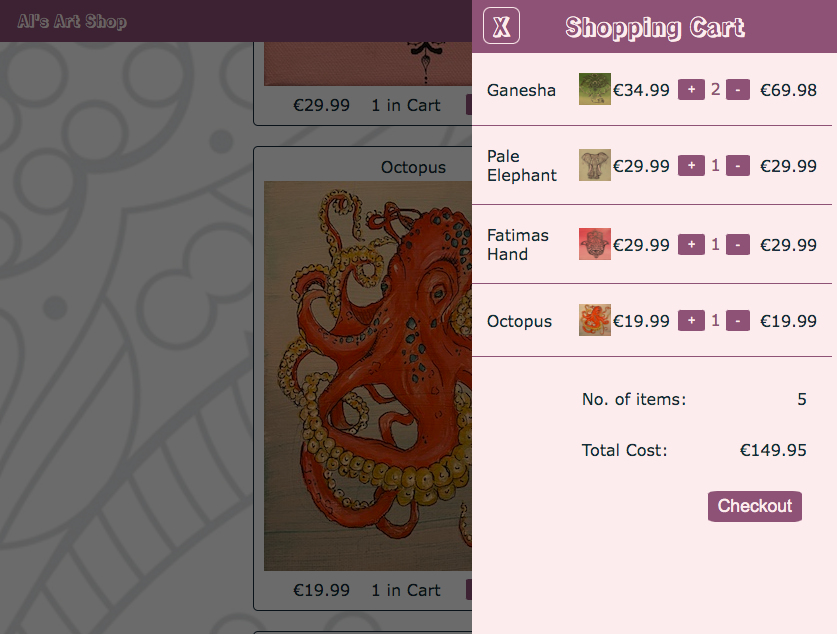 Al's Art Shop
€29.99 1 in Cart
Octopus
€19.99 1 in Cart
X Shopping Cart
Ganesha €34.99 + 2 - €69.98
Pale
Elephant €29.99 + 1 - €29.99
Fatimas
Hand €29.99 + 1 - €29.99
Octopus €19.99 + 1 - €19.99
No. of items: 5
Total Cost: €149.95
Checkout